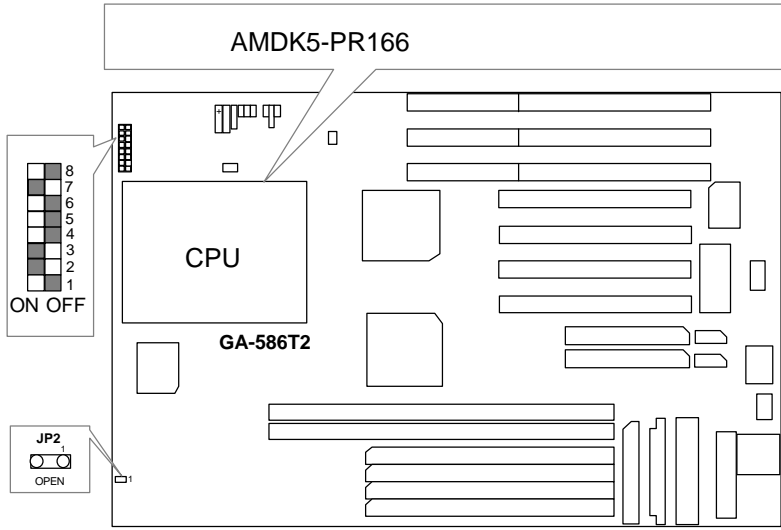 AMDK5-PR166
8
7
6
5
4
3
2
1
ON OFF
CPU
GA-586T2
JP2
1
OPEN
1